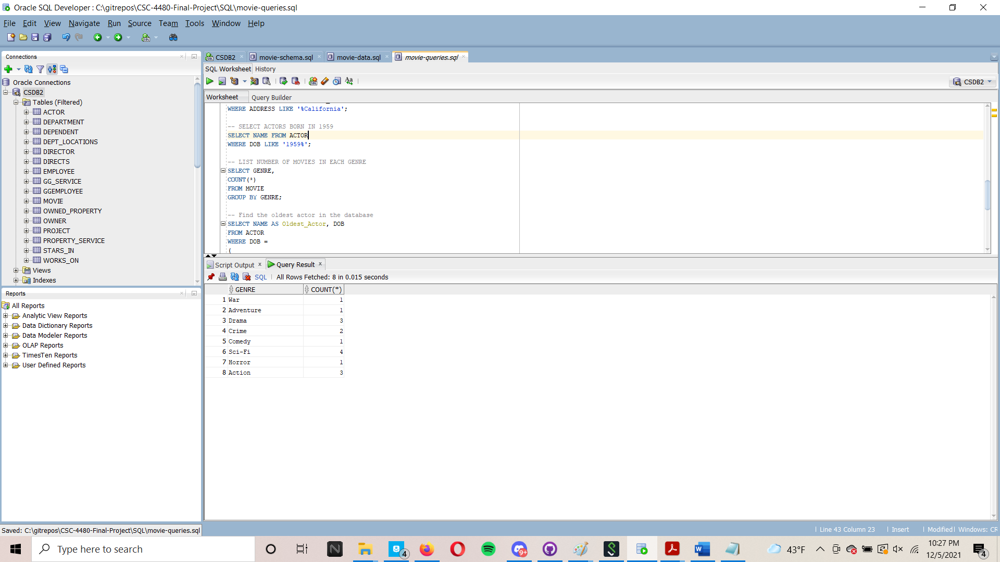 Oracle SQL Developer : C:\gitrepos\CSC-4480-Final-Project\SQL\movie-queries.sql
File Edit View Navigate Run Source Team Tools Window Help
Connections
Oracle Connections
CSDB2
Tables (Filtered)
ACTOR
DEPARTMENT
DEPENDENT
DEPT_LOCATIONS
DIRECTOR
DIRECTS
EMPLOYEE
GG_SERVICE
GGEMPLOYEE
MOVIE
OWNED_PROPERTY
OWNER
PROJECT
PROPERTY_SERVICE
STARS_IN
WORKS_ON
Views
Indexes
Reports
All Reports
Analytic View Reports
Data Dictionary Reports
Data Modeler Reports
OLAP Reports
TimesTen Reports
User Defined Reports
CSDB2 movie-schema.sql movie-data.sql movie-queries.sql
SQL Worksheet History
CSDB2
Worksheet Query Builder
WHERE ADDRESS LIKE '%California';
-- SELECT ACTORS BORN IN 1959
SELECT NAME FROM ACTOR
WHERE DOB LIKE '1959%';
-- LIST NUMBER OF MOVIES IN EACH GENRE
SELECT GENRE,
COUNT(*)
FROM MOVIE
GROUP BY GENRE;
-- Find the oldest actor in the database
SELECT NAME AS Oldest_Actor, DOB
FROM ACTOR
WHERE DOB =
(
Script Output Query Result
SQL All Rows Fetched: 8 in 0.015 seconds
GENRE COUNT(*)
1 War 1
2 Adventure 1
3 Drama 3
4 Crime 2
5 Comedy 1
6 Sci-Fi 4
7 Horror 1
8 Action 3
Saved: C:\gitrepos\CSC-4480-Final-Project\SQL\movie-queries.sql
Line 43 Column 23 Insert Modified Windows: CR
Type here to search
4
9+
43°F
10:27 PM
12/5/2021
4